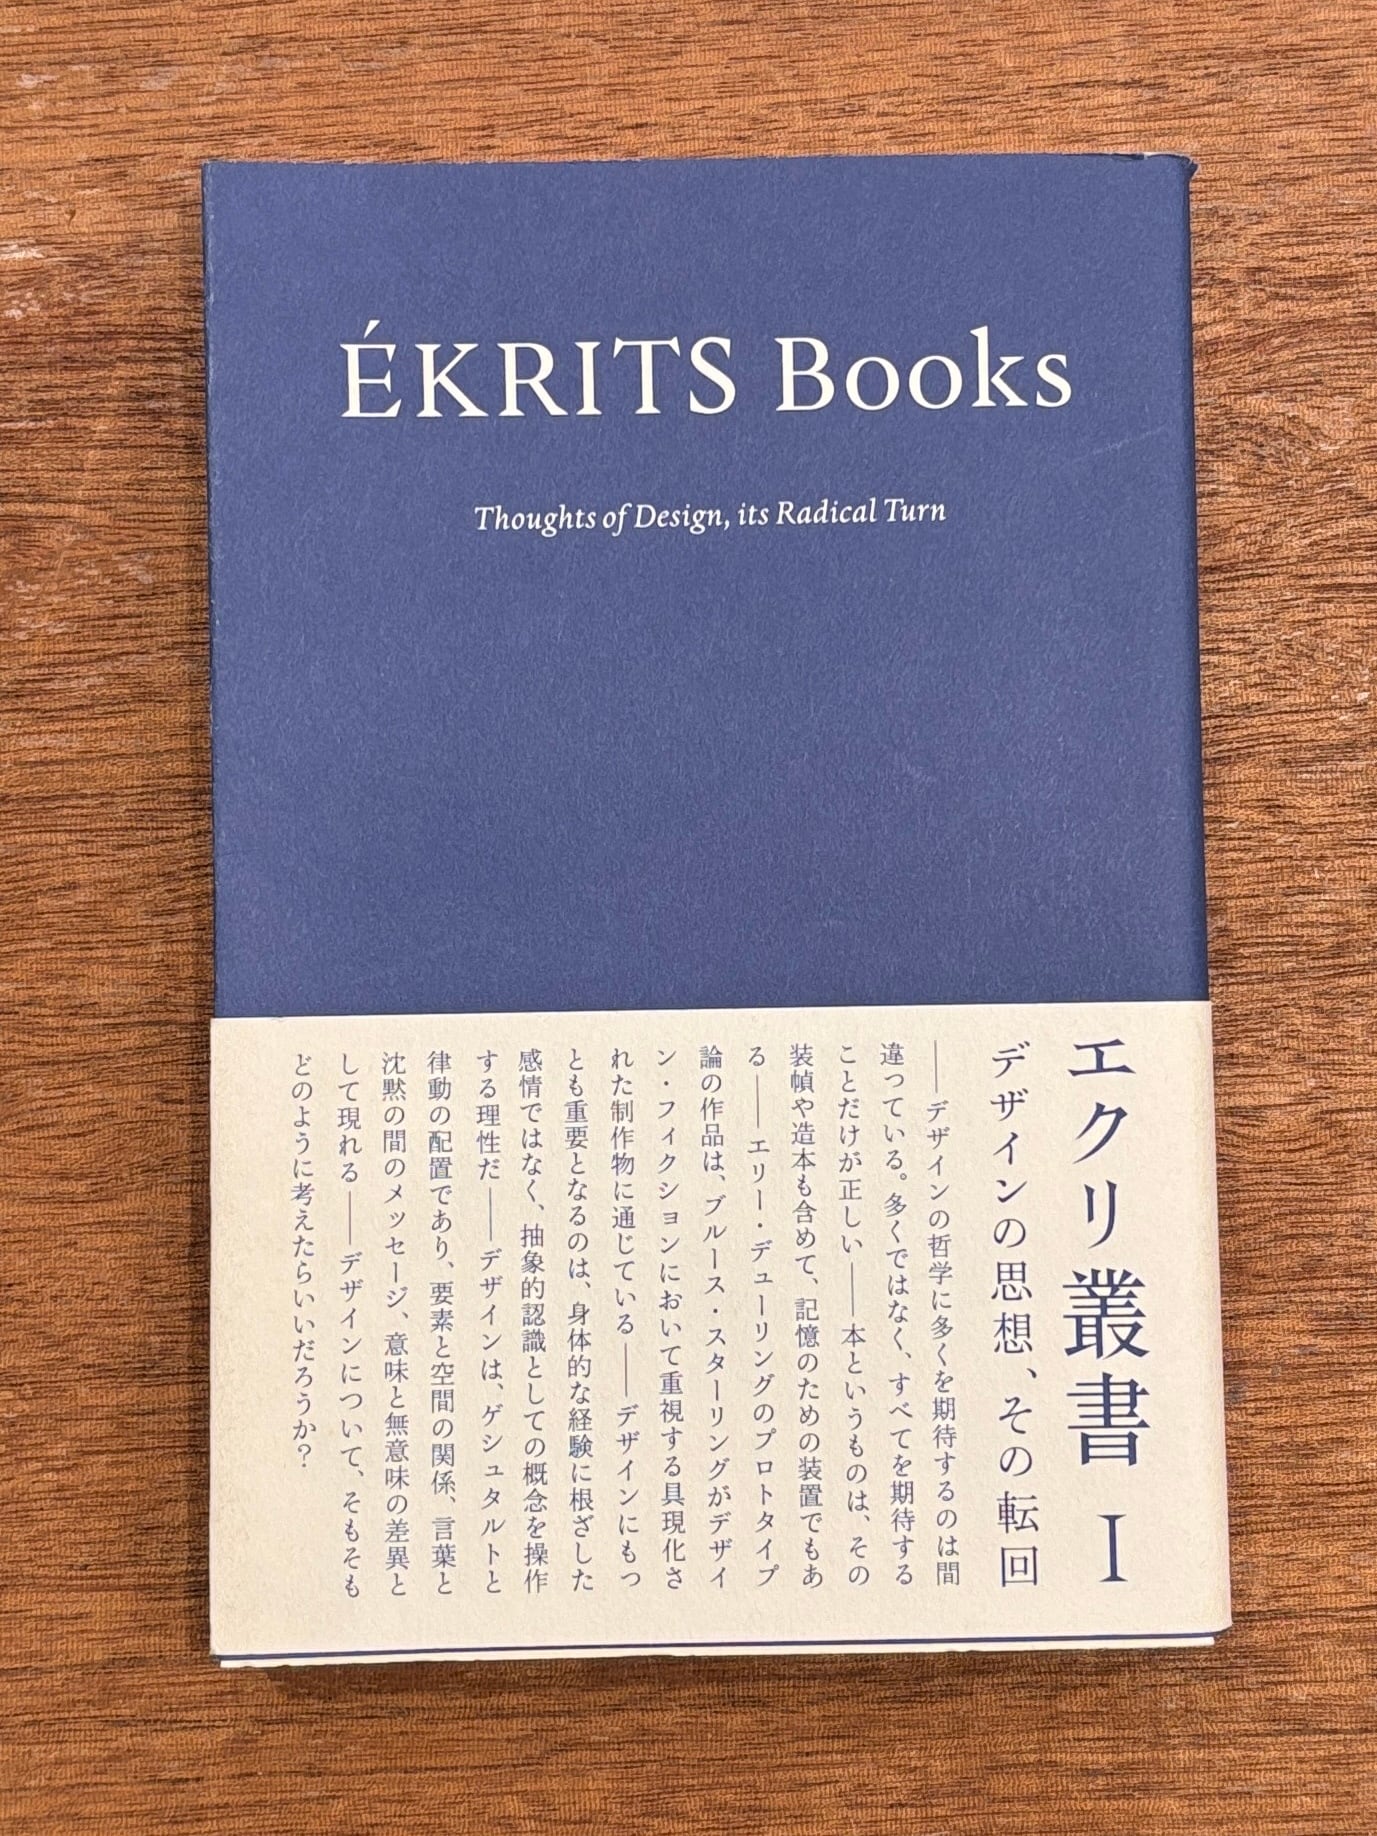 ÉKRITS Books
Thoughts of Design, its Radical Turn
エクリ叢書 I
デザインの思想、その転回
――デザインの哲学に多くを期待するのは間
違っている。多くではなく、すべてを期待する
ことだけが正しい――本というものは、その
装幀や造本も含めて、記憶のための装置でもあ
る――エリー・デューリングのプロトタイプ
論の作品は、ブルース・スターリングがデザイ
ン・フィクションにおいて重視する具現化さ
れた制作物に通じている――デザインにもっ
とも重要となるのは、身体的な経験に根ざした
感情ではなく、抽象的認識としての概念を操作
する理性だ――デザインは、ゲシュタルトと
律動の配置であり、要素と空間の関係、言葉と
沈黙の間のメッセージ、意味と無意味の差異と
して現れる――デザインについて、そもそも
どのように考えたらいいだろうか？